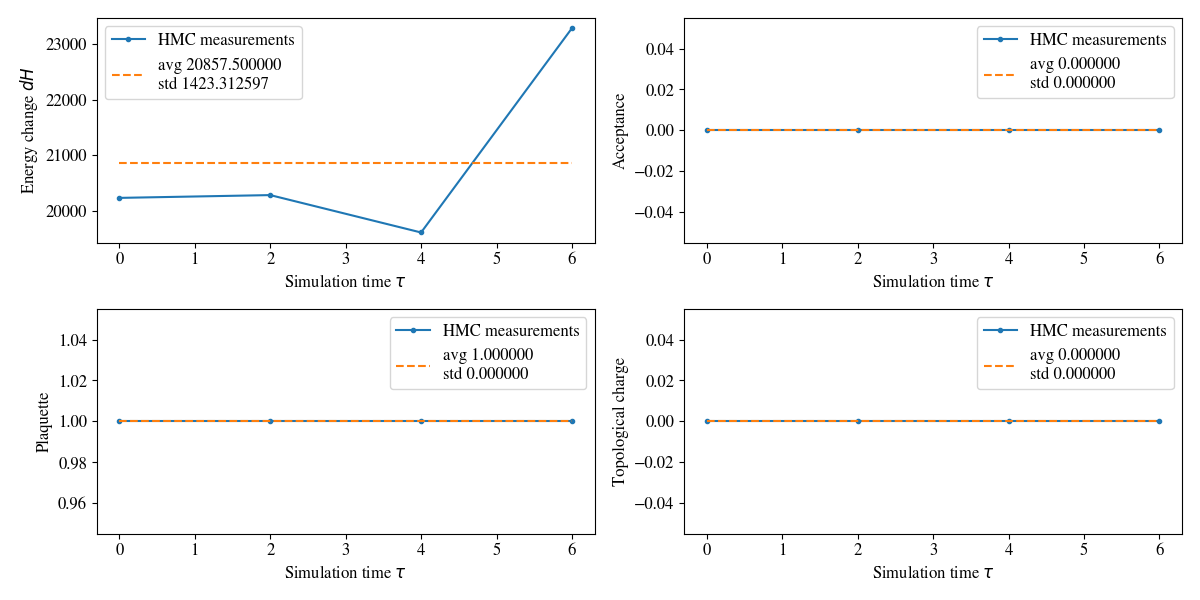 23000
22000
21000
20000
Energy change dH
HMC measurements
avg 20857.500000
std 1423.312597
0 1 2 3 4 5 6
Simulation time τ
0.04
0.02
0.00
−0.02
−0.04
Acceptance
HMC measurements
avg 0.000000
std 0.000000
0 1 2 3 4 5 6
Simulation time τ
1.04
1.02
1.00
0.98
0.96
Plaquette
HMC measurements
avg 1.000000
std 0.000000
0 1 2 3 4 5 6
Simulation time τ
0.04
0.02
0.00
−0.02
−0.04
Topological charge
HMC measurements
avg 0.000000
std 0.000000
0 1 2 3 4 5 6
Simulation time τ